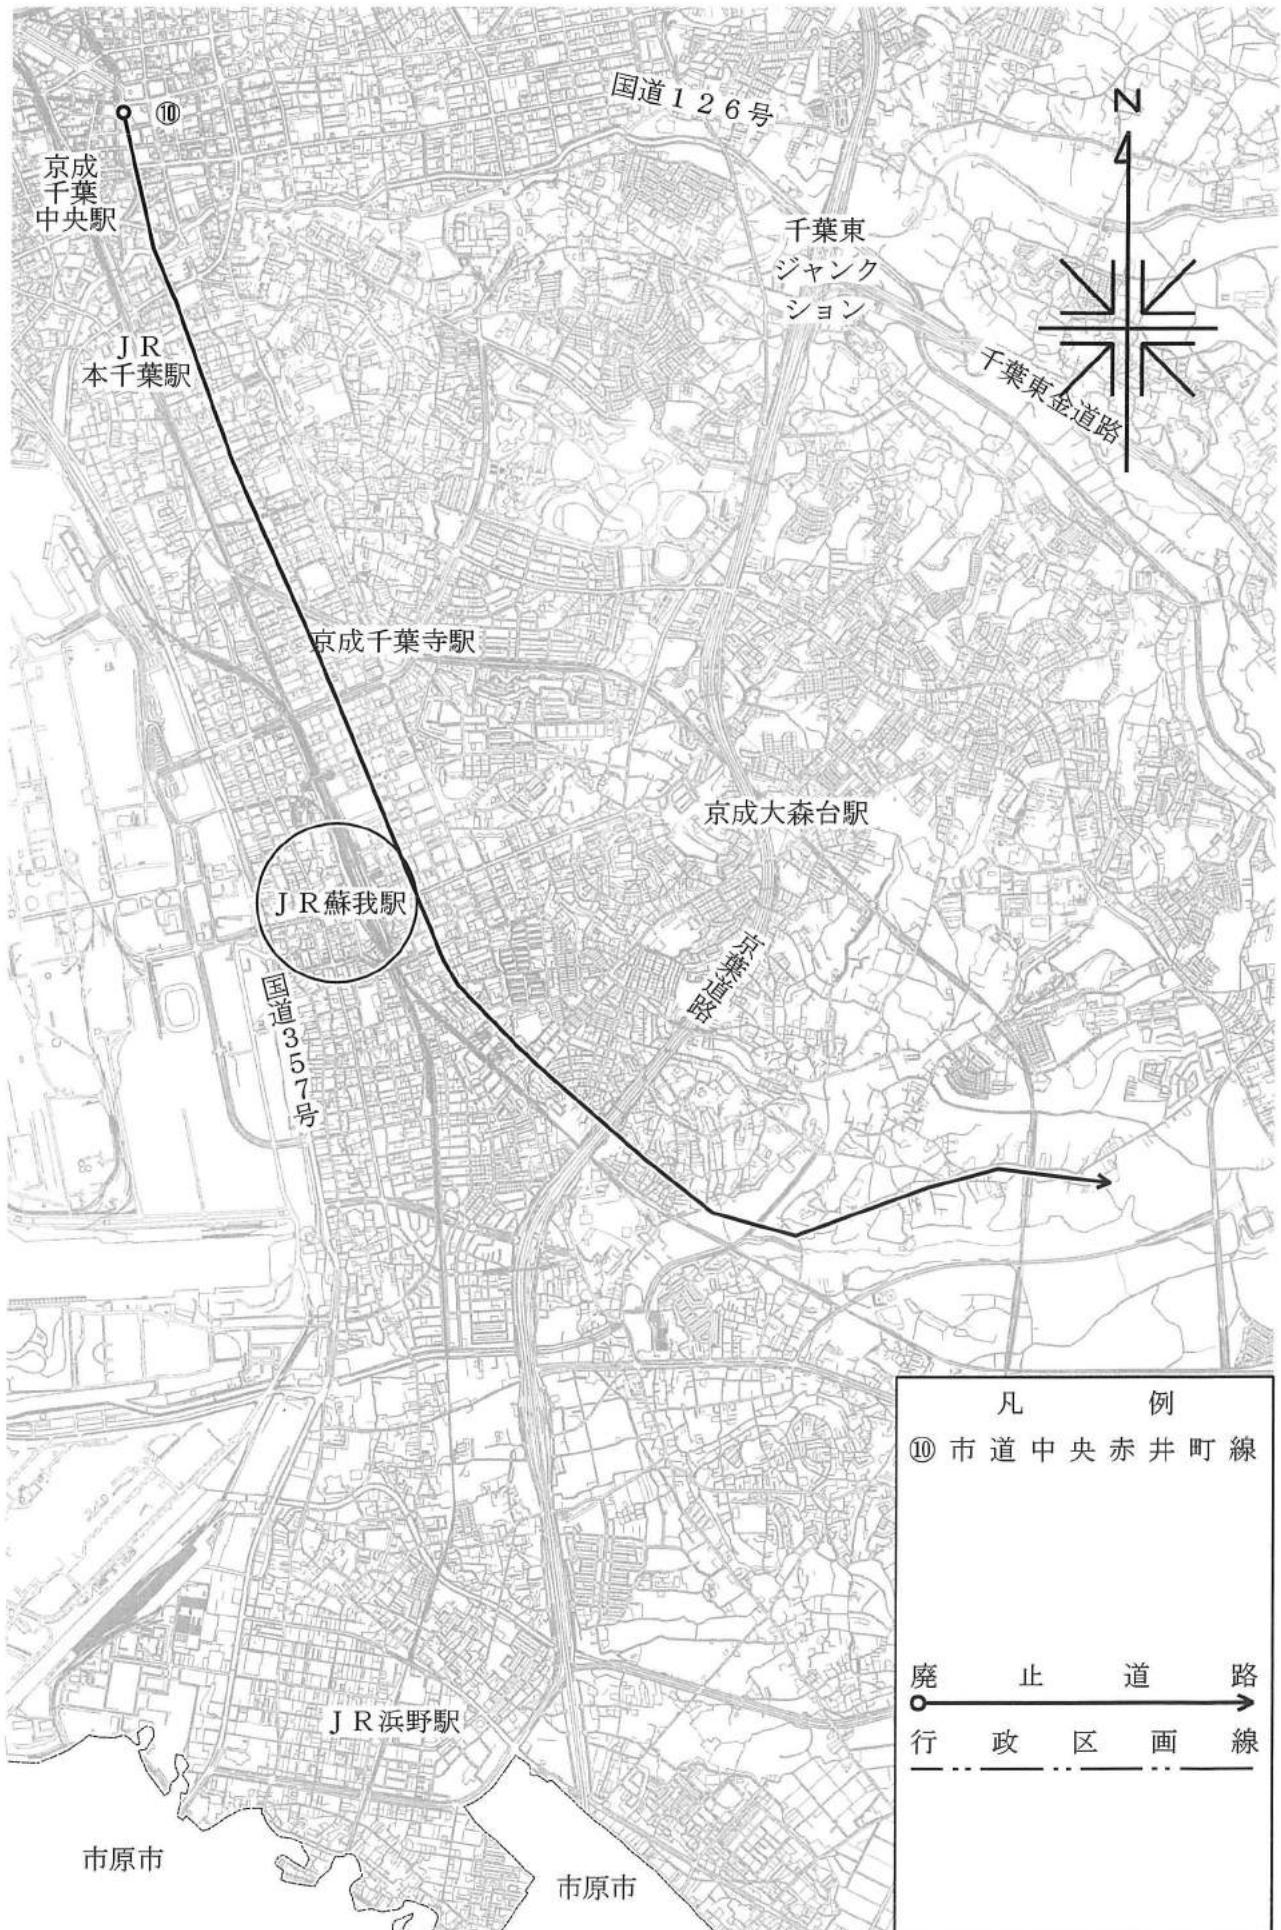 国道126号
⑩
N
京成
千葉
中央駅
千葉東
ジャンク
ション
JR
本千葉駅
千葉東金道路
京成千葉寺駅
京成大森台駅
JR蘇我駅
京葉道路
国道357号
凡例
⑩市道中央赤井町線
廃止道路
行政区画線
JR浜野駅
市原市
市原市